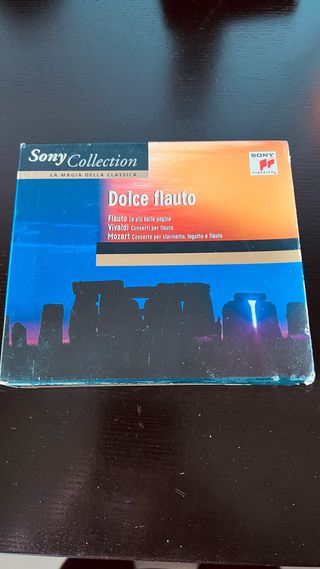 Sony Collection
LA MAGIA DELLA CLASSICA
SONY
CLASSICAL
Dolce flauto
Flauto Le più belle pagine
Vivaldi Concerti per flauto
Mozart Concerto per clarinetto, fagotto e flauto